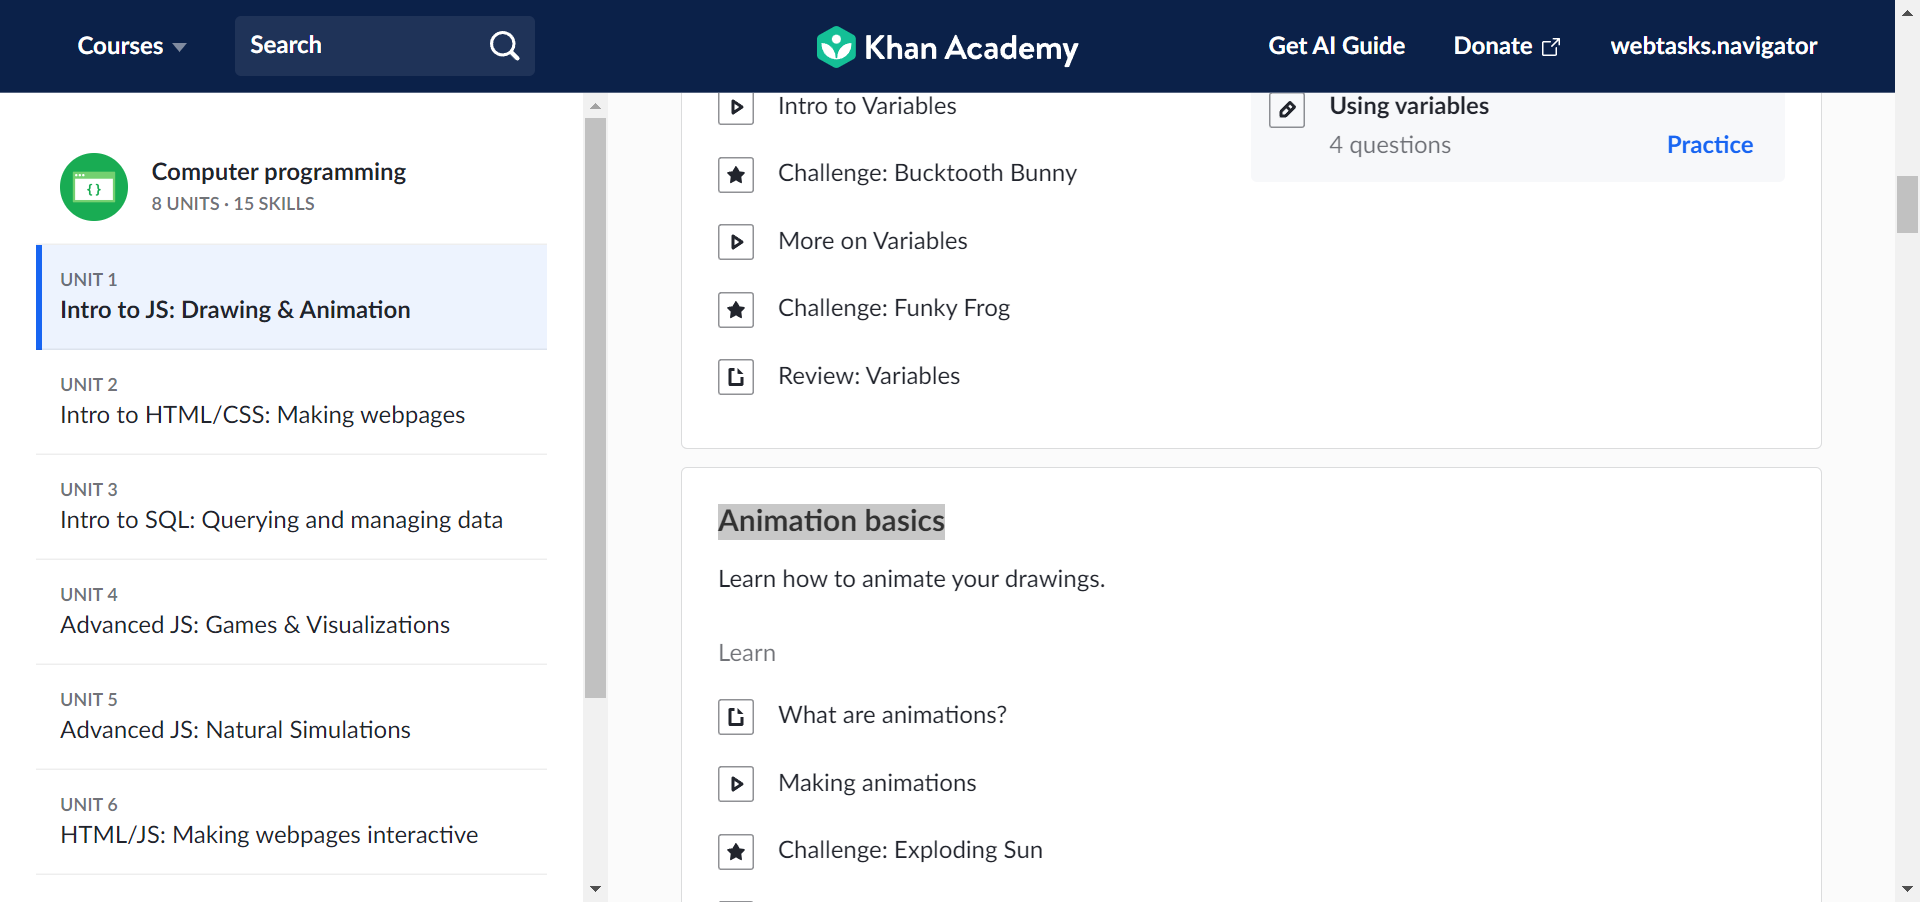 Courses
Search
Khan Academy
Get AI Guide
Donate
webtasks.navigator
Computer programming
8 UNITS · 15 SKILLS
UNIT 1
Intro to JS: Drawing & Animation
UNIT 2
Intro to HTML/CSS: Making webpages
UNIT 3
Intro to SQL: Querying and managing data
UNIT 4
Advanced JS: Games & Visualizations
UNIT 5
Advanced JS: Natural Simulations
UNIT 6
HTML/JS: Making webpages interactive
Intro to Variables
Challenge: Bucktooth Bunny
More on Variables
Challenge: Funky Frog
Review: Variables
Using variables
4 questions
Practice
Animation basics
Learn how to animate your drawings.
Learn
What are animations?
Making animations
Challenge: Exploding Sun